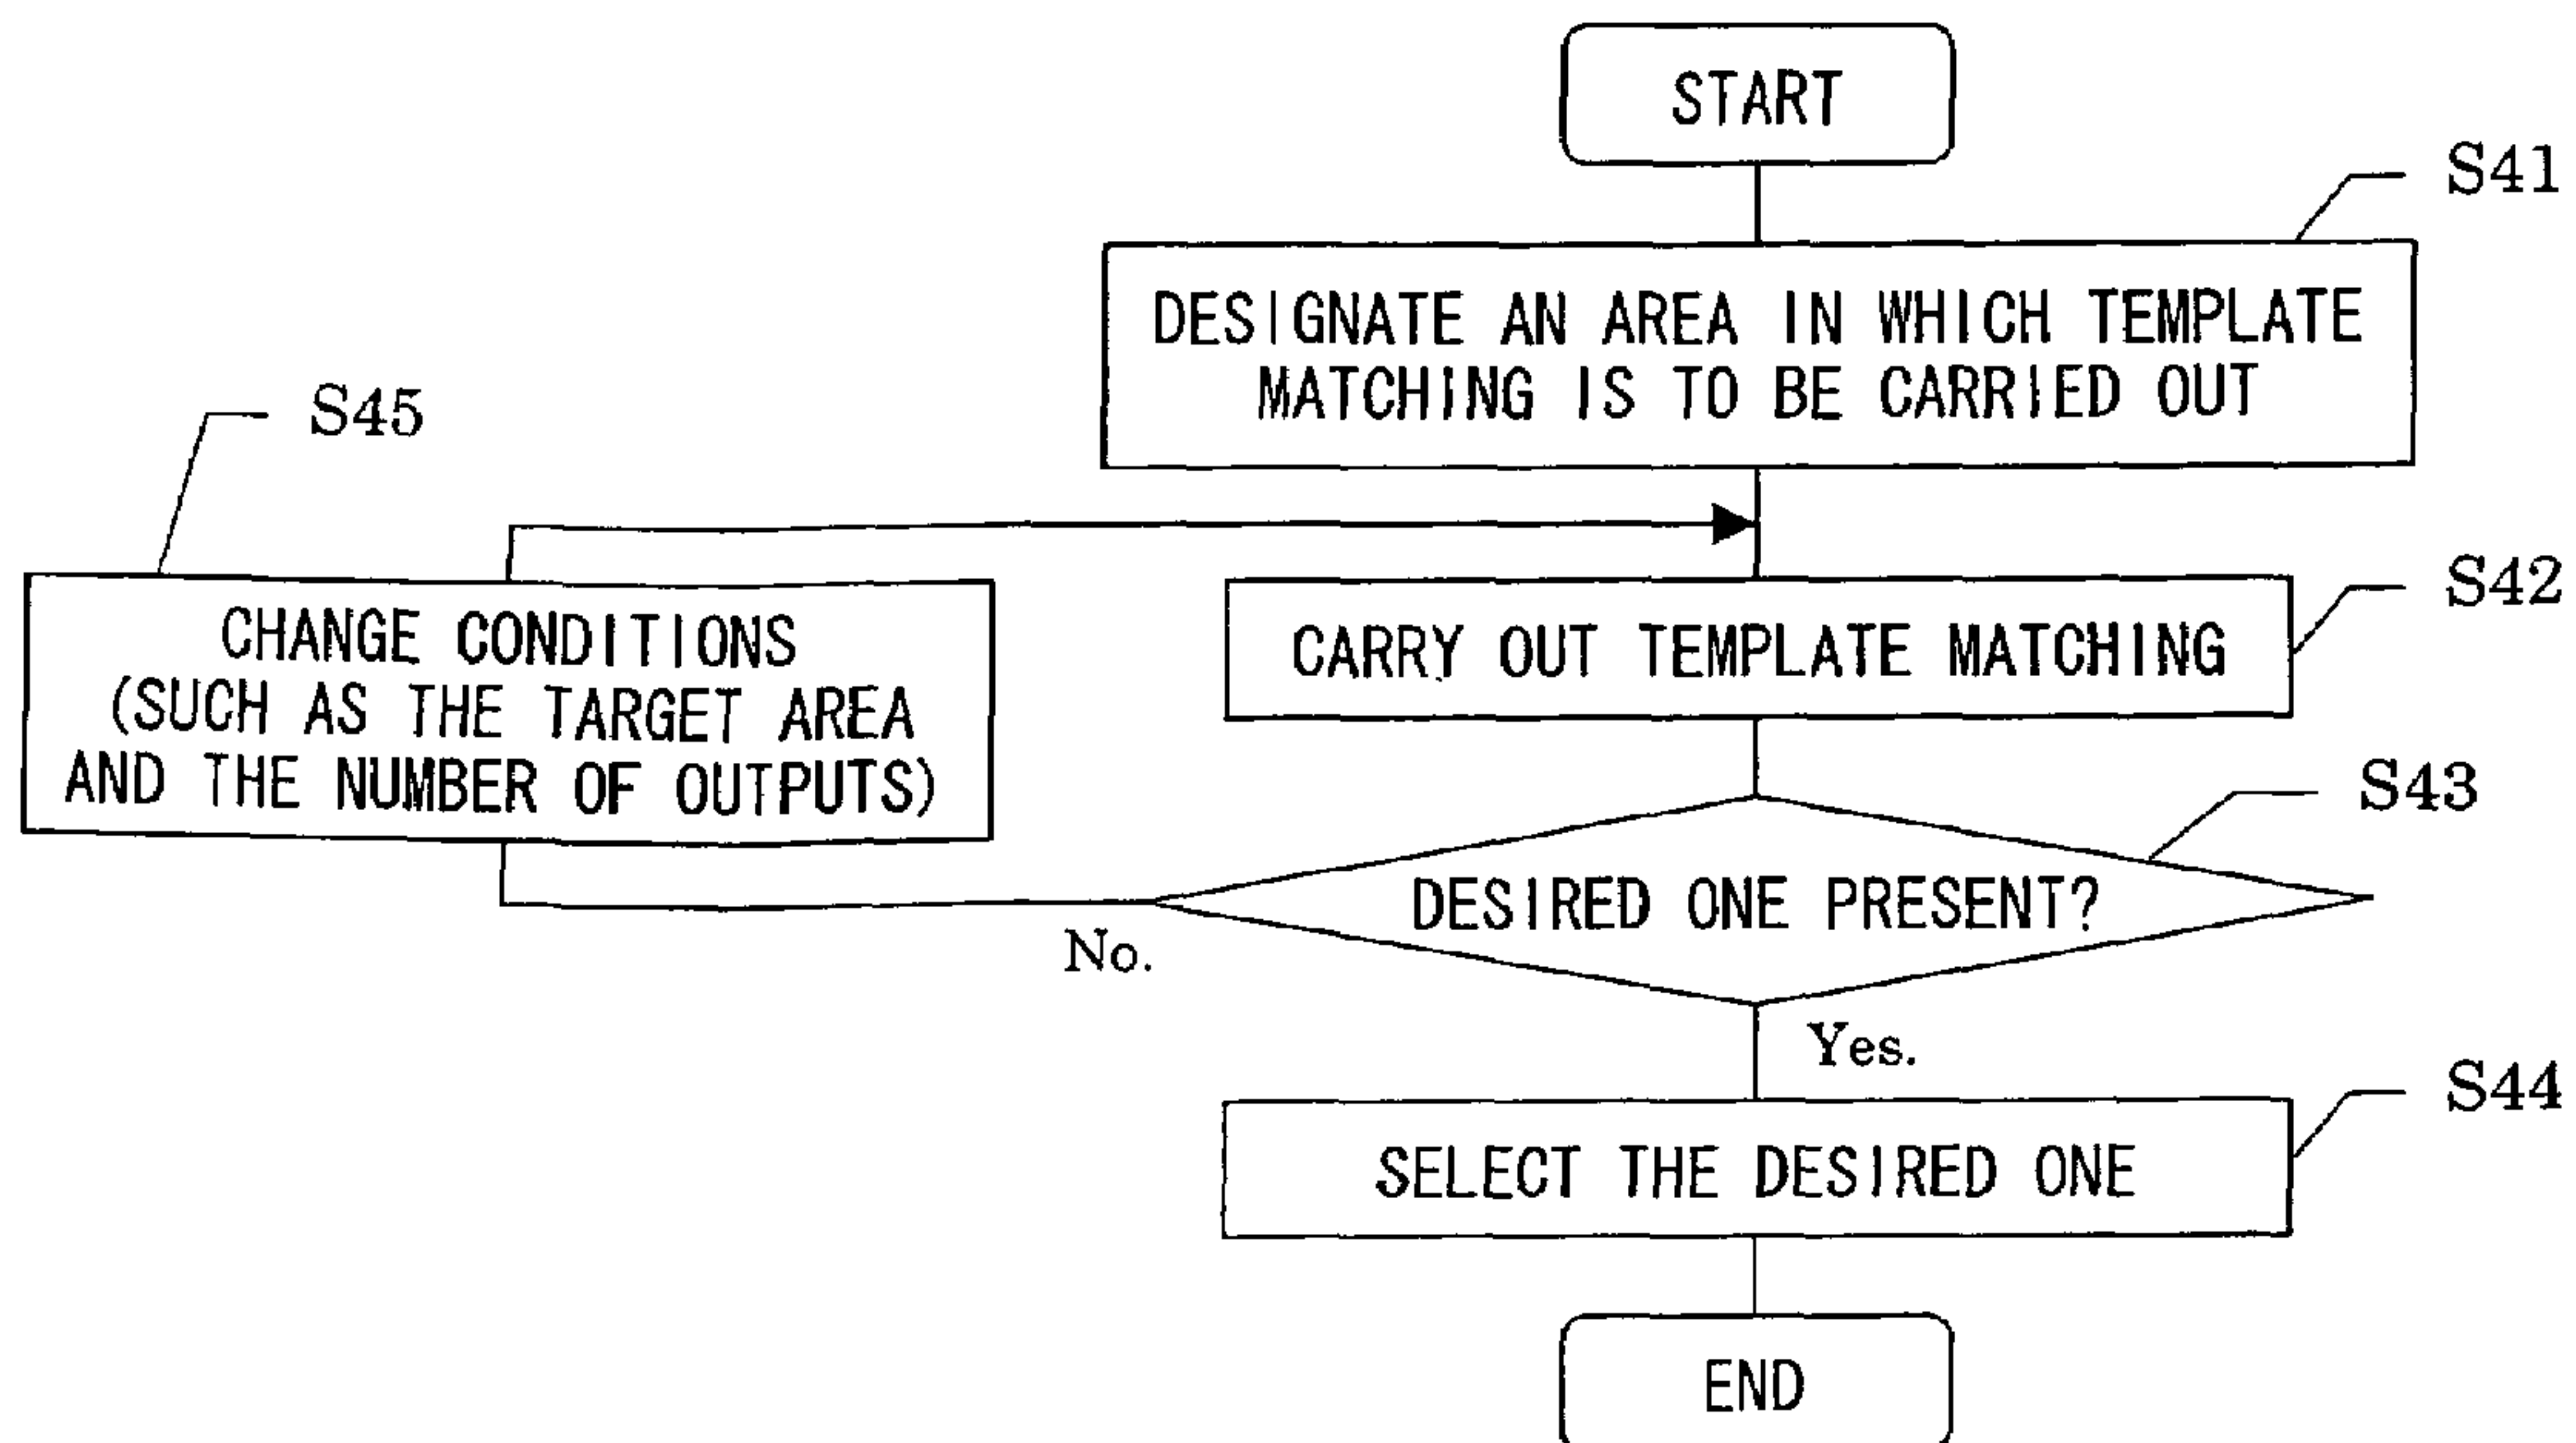 START
S41
DESIGNATE AN AREA IN WHICH TEMPLATE
MATCHING IS TO BE CARRIED OUT
S45
CHANGE CONDITIONS
(SUCH AS THE TARGET AREA
AND THE NUMBER OF OUTPUTS)
S42
CARRY OUT TEMPLATE MATCHING
S43
DESIRED ONE PRESENT?
No.
Yes.
S44
SELECT THE DESIRED ONE
END